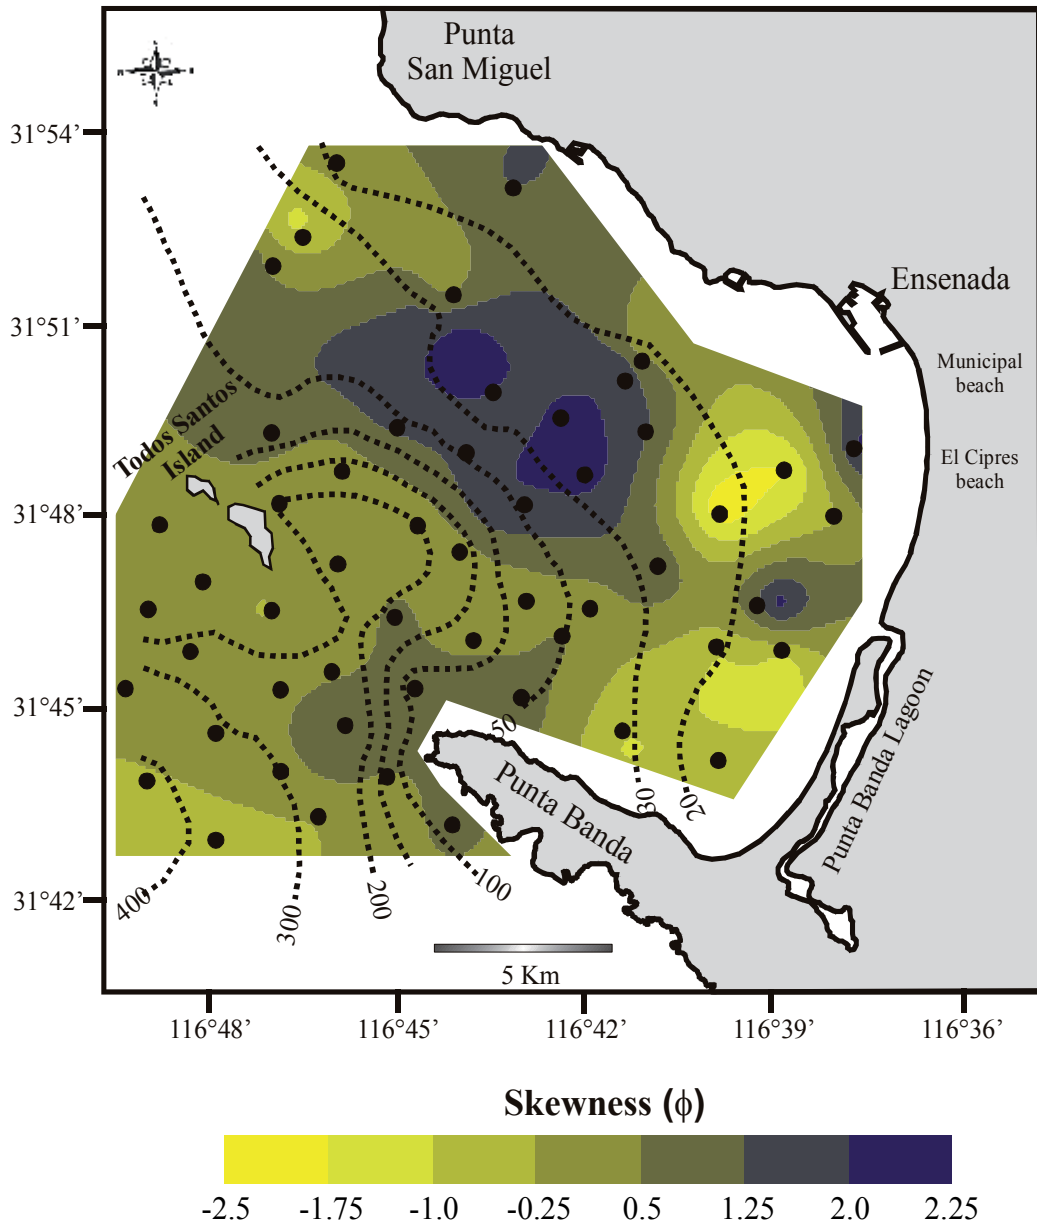 Punta
San Miguel
31°54’
Ensenada
31°51’
Municipal
beach
Todos Santos
Island
El Cipres
beach
31°48’
31°45’
50
Punta Banda
30
20
Punta Banda Lagoon
31°42’
400
300
200
100
5 Km
116°48’
116°45’
116°42’
116°39’
116°36’
Skewness (ϕ)
-2.5
-1.75
-1.0
-0.25
0.5
1.25
2.0
2.25